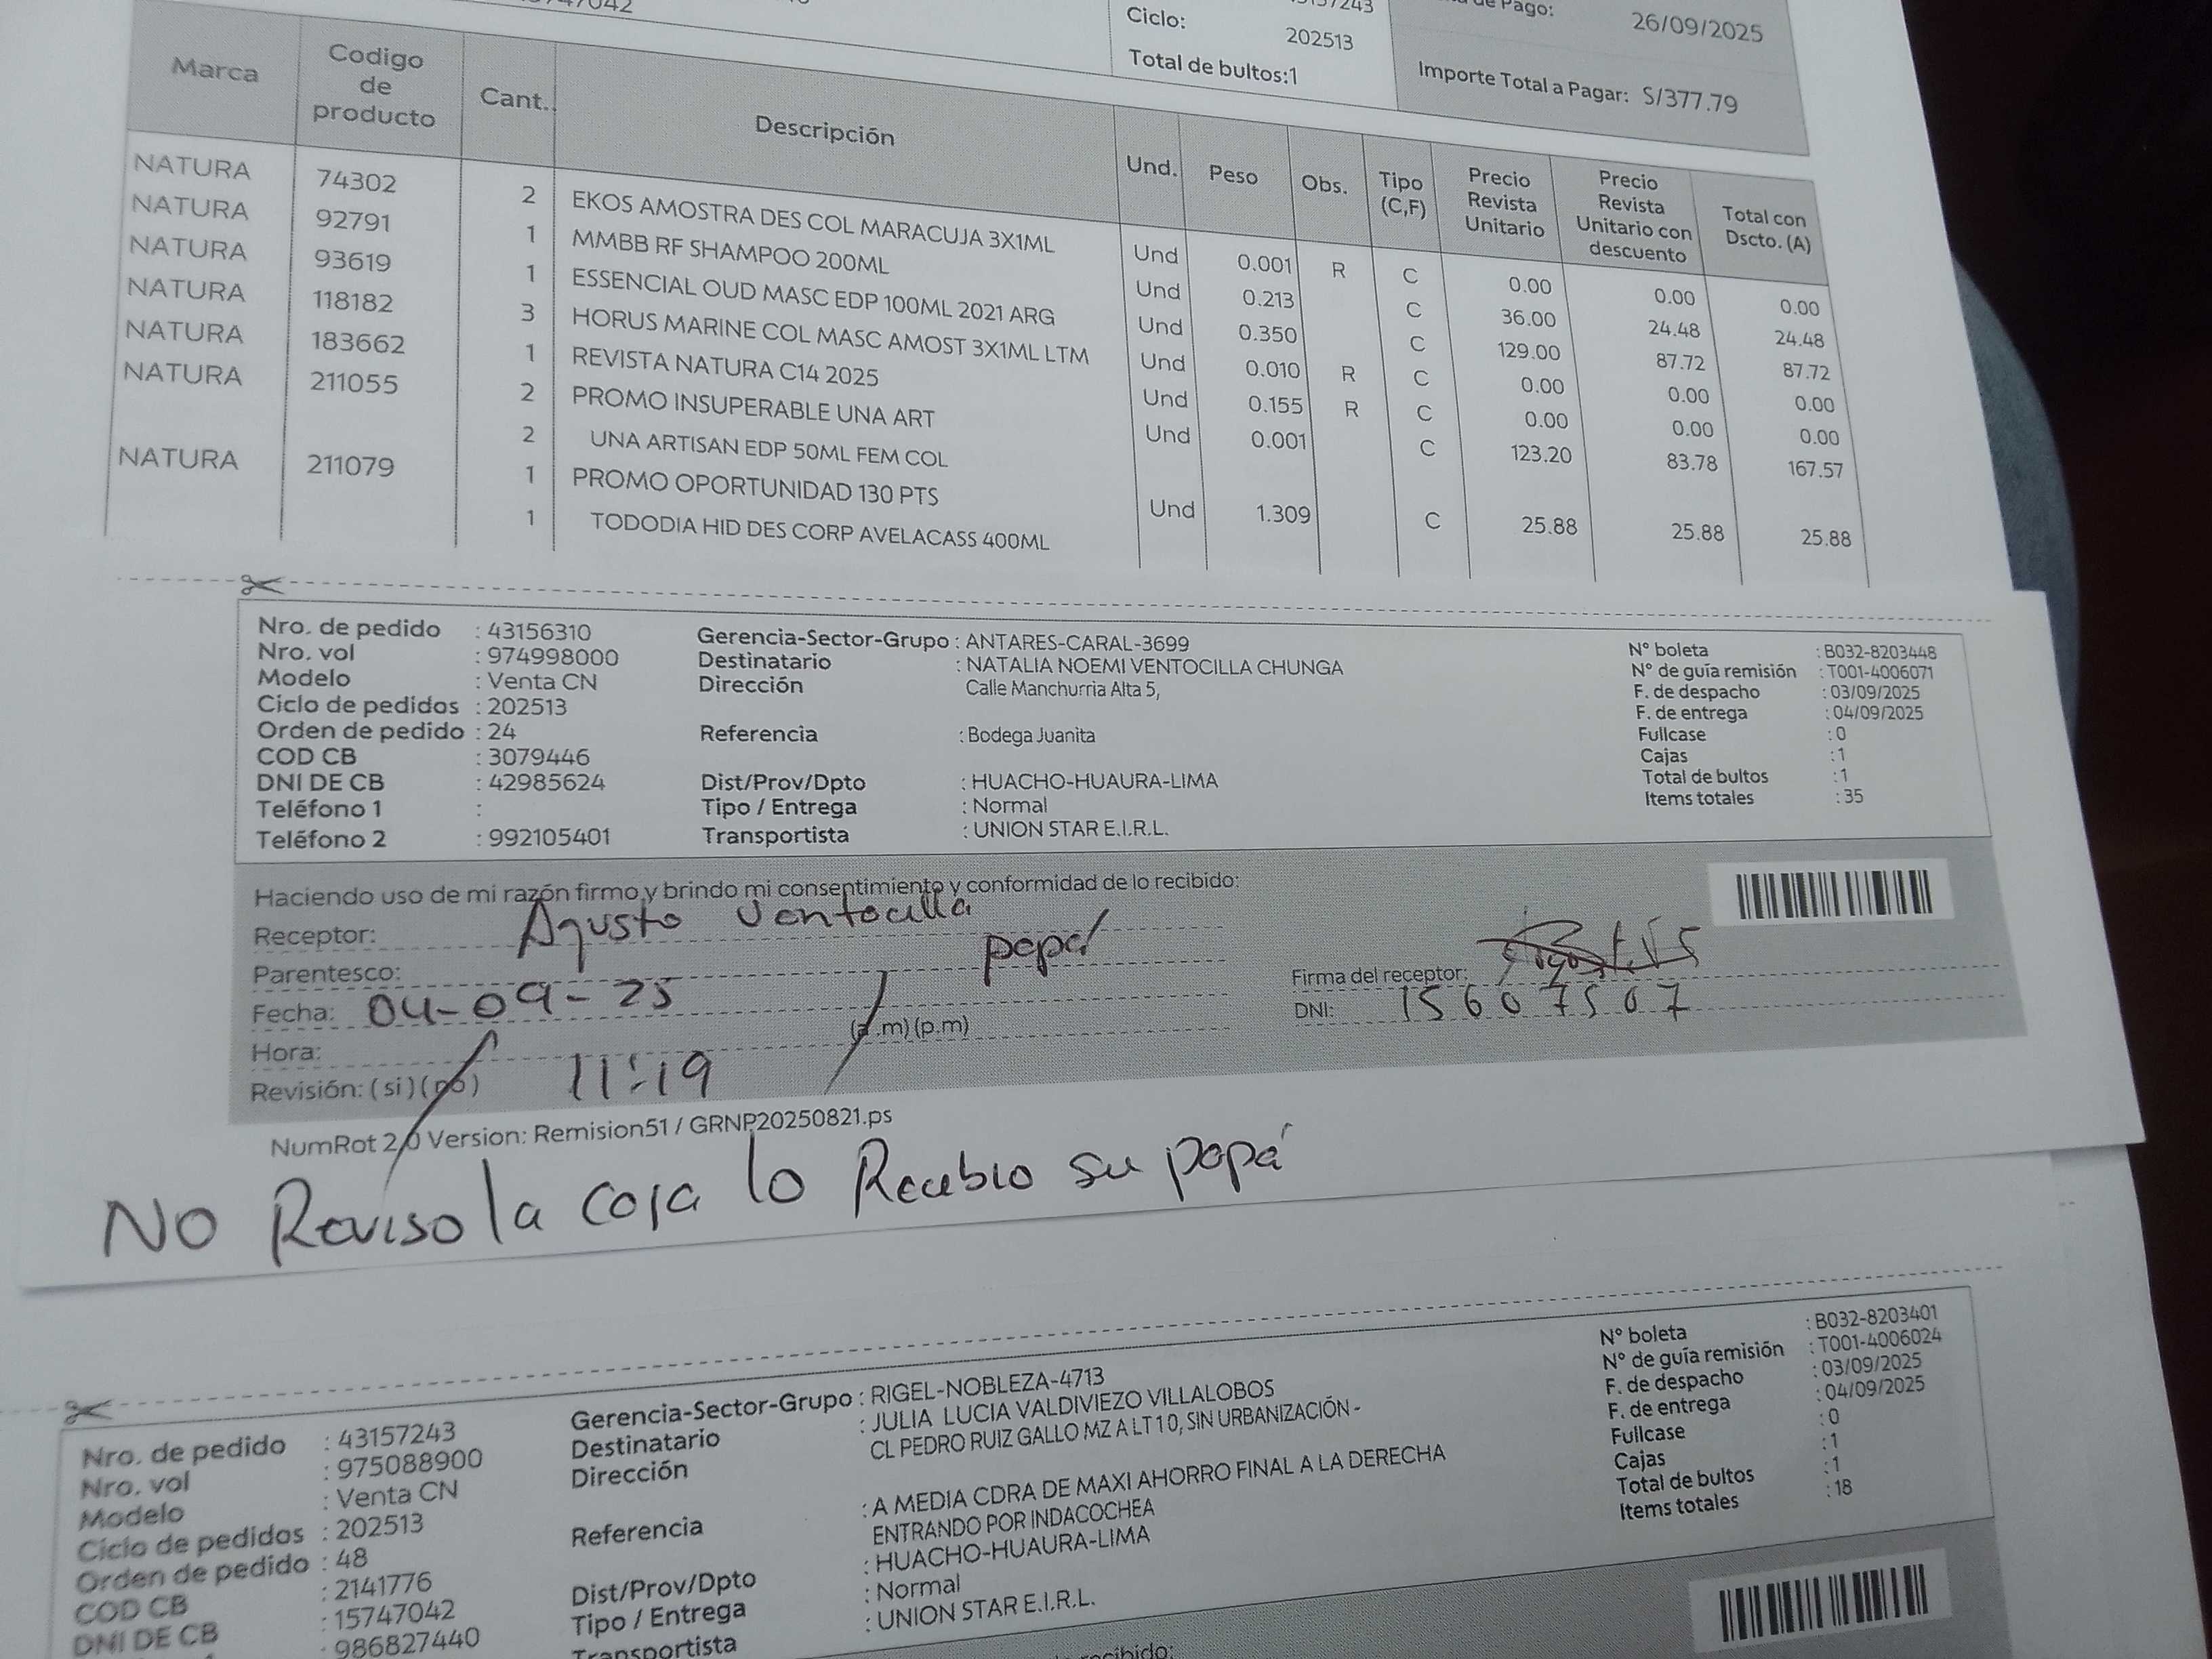 Ciclo: 202513
26/09/2025
Total de bultos:1
Importe Total a Pagar: S/377.79
Marca Codigo de producto Cant. Descripción Und. Peso Obs. Tipo (C,F) Precio Revista Unitario Precio Revista Unitario con descuento Total con Dscto. (A)
NATURA 74302 2 EKOS AMOSTRA DES COL MARACUJA 3X1ML Und 0.001 R C 0.00 0.00 0.00
NATURA 92791 1 MMBB RF SHAMPOO 200ML Und 0.213 C 36.00 24.48 24.48
NATURA 93619 1 ESSENCIAL OUD MASC EDP 100ML 2021 ARG Und 0.350 C 129.00 87.72 87.72
NATURA 118182 3 HORUS MARINE COL MASC AMOST 3X1ML LTM Und 0.010 R C 0.00 0.00 0.00
NATURA 183662 1 REVISTA NATURA C14 2025 Und 0.155 R C 0.00 0.00 0.00
NATURA 211055 2 PROMO INSUPERABLE UNA ART Und 0.001 C 123.20 83.78 167.57
2 UNA ARTISAN EDP 50ML FEM COL
NATURA 211079 1 PROMO OPORTUNIDAD 130 PTS Und 1.309 C 25.88 25.88 25.88
1 TODODIA HID DES CORP AVELACASS 400ML
Nro. de pedido : 43156310 Gerencia-Sector-Grupo : ANTARES-CARAL-3699 N° boleta : B032-8203448
Nro. vol : 974998000 Destinatario : NATALIA NOEMI VENTOCILLA CHUNGA N° de guía remisión : T001-4006071
Modelo : Venta CN Dirección Calle Manchurria Alta 5, F. de despacho : 03/09/2025
Ciclo de pedidos : 202513 F. de entrega : 04/09/2025
Orden de pedido : 24 Referencia : Bodega Juanita Fullcase : 0
COD CB : 3079446 Cajas : 1
DNI DE CB : 42985624 Dist/Prov/Dpto : HUACHO-HUAURA-LIMA Total de bultos : 1
Teléfono 1 : Tipo / Entrega : Normal Items totales : 35
Teléfono 2 : 992105401 Transportista : UNION STAR E.I.R.L.
Haciendo uso de mi razón firmo y brindo mi consentimiento y conformidad de lo recibido:
Receptor: Agusto Ventocilla
Parentesco: papá Firma del receptor:
Fecha: 04-09-25 DNI: 15607507
Hora: 11:19 (a.m)(p.m)
Revisión: (si)(no)
NumRot 2.0 Version: Remision51 / GRNP20250821.ps
NO Reviso la caja lo Recibio su papá
Nro. de pedido : 43157243 Gerencia-Sector-Grupo : RIGEL-NOBLEZA-4713 N° boleta : B032-8203401
Nro. vol : 975088900 Destinatario : JULIA LUCIA VALDIVIEZO VILLALOBOS N° de guía remisión : T001-4006024
Modelo : Venta CN Dirección CL PEDRO RUIZ GALLO MZ A LT 10, SIN URBANIZACIÓN - F. de despacho : 03/09/2025
Ciclo de pedidos : 202513 F. de entrega : 04/09/2025
Orden de pedido : 48 Referencia : A MEDIA CDRA DE MAXI AHORRO FINAL A LA DERECHA Fullcase : 0
ENTRANDO POR INDACOCHEA
COD CB : 2141776 Cajas : 1
DNI DE CB : 15747042 Dist/Prov/Dpto : HUACHO-HUAURA-LIMA Total de bultos : 1
: 986827440 Tipo / Entrega : Normal Items totales : 18
Transportista : UNION STAR E.I.R.L.